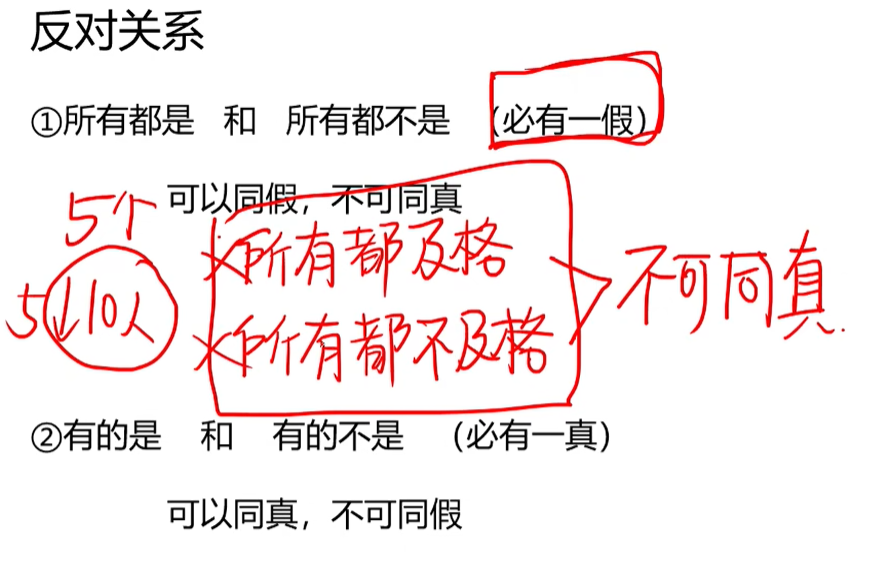 反对关系
①所有都是 和 所有都不是 （必有一假）
可以同假，不可同真
5个
5个10人
所有都及格
所有都不及格
不可同真
②有的是 和 有的不是 （必有一真）
可以同真，不可同假